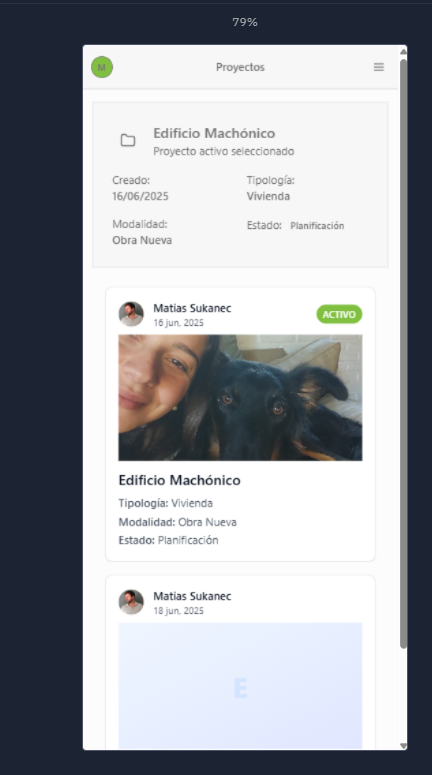 79%
M
Proyectos
Edificio Machónico
Proyecto activo seleccionado
Creado:
16/06/2025
Tipología:
Vivienda
Modalidad:
Obra Nueva
Estado: Planificación
Matias Sukanec
16 jun, 2025
ACTIVO
Edificio Machónico
Tipología: Vivienda
Modalidad: Obra Nueva
Estado: Planificación
Matias Sukanec
18 jun, 2025
E